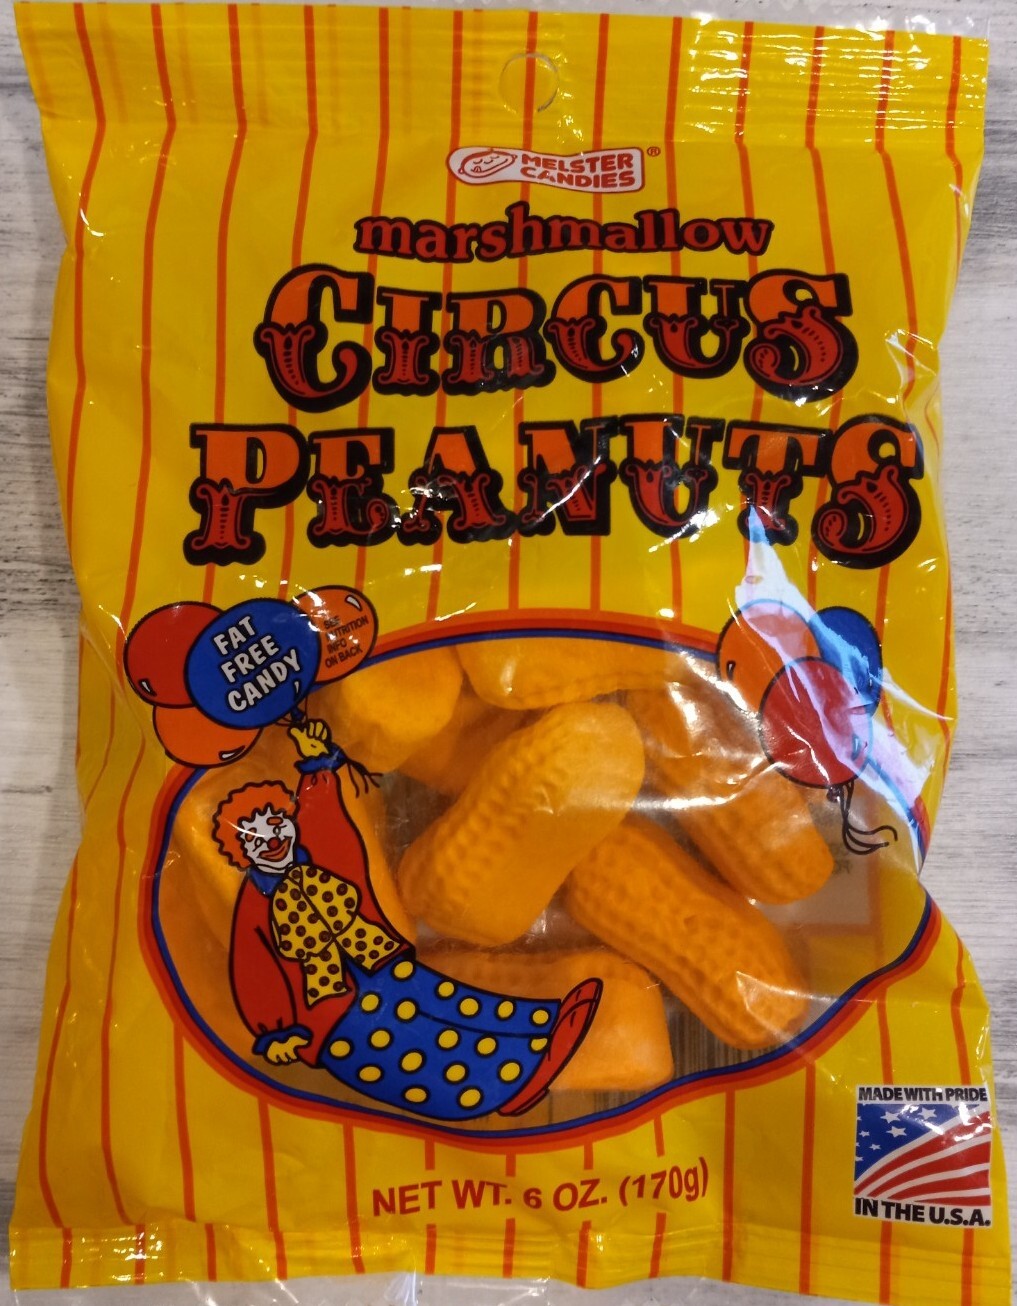 MELSTER
CANDIES®
marshmallow
CIRCUS
PEANUTS
FAT
FREE
CANDY
SEE
NUTRITION
INFO
ON BACK
NET WT. 6 OZ. (170g)
MADE WITH PRIDE
IN THE U.S.A.